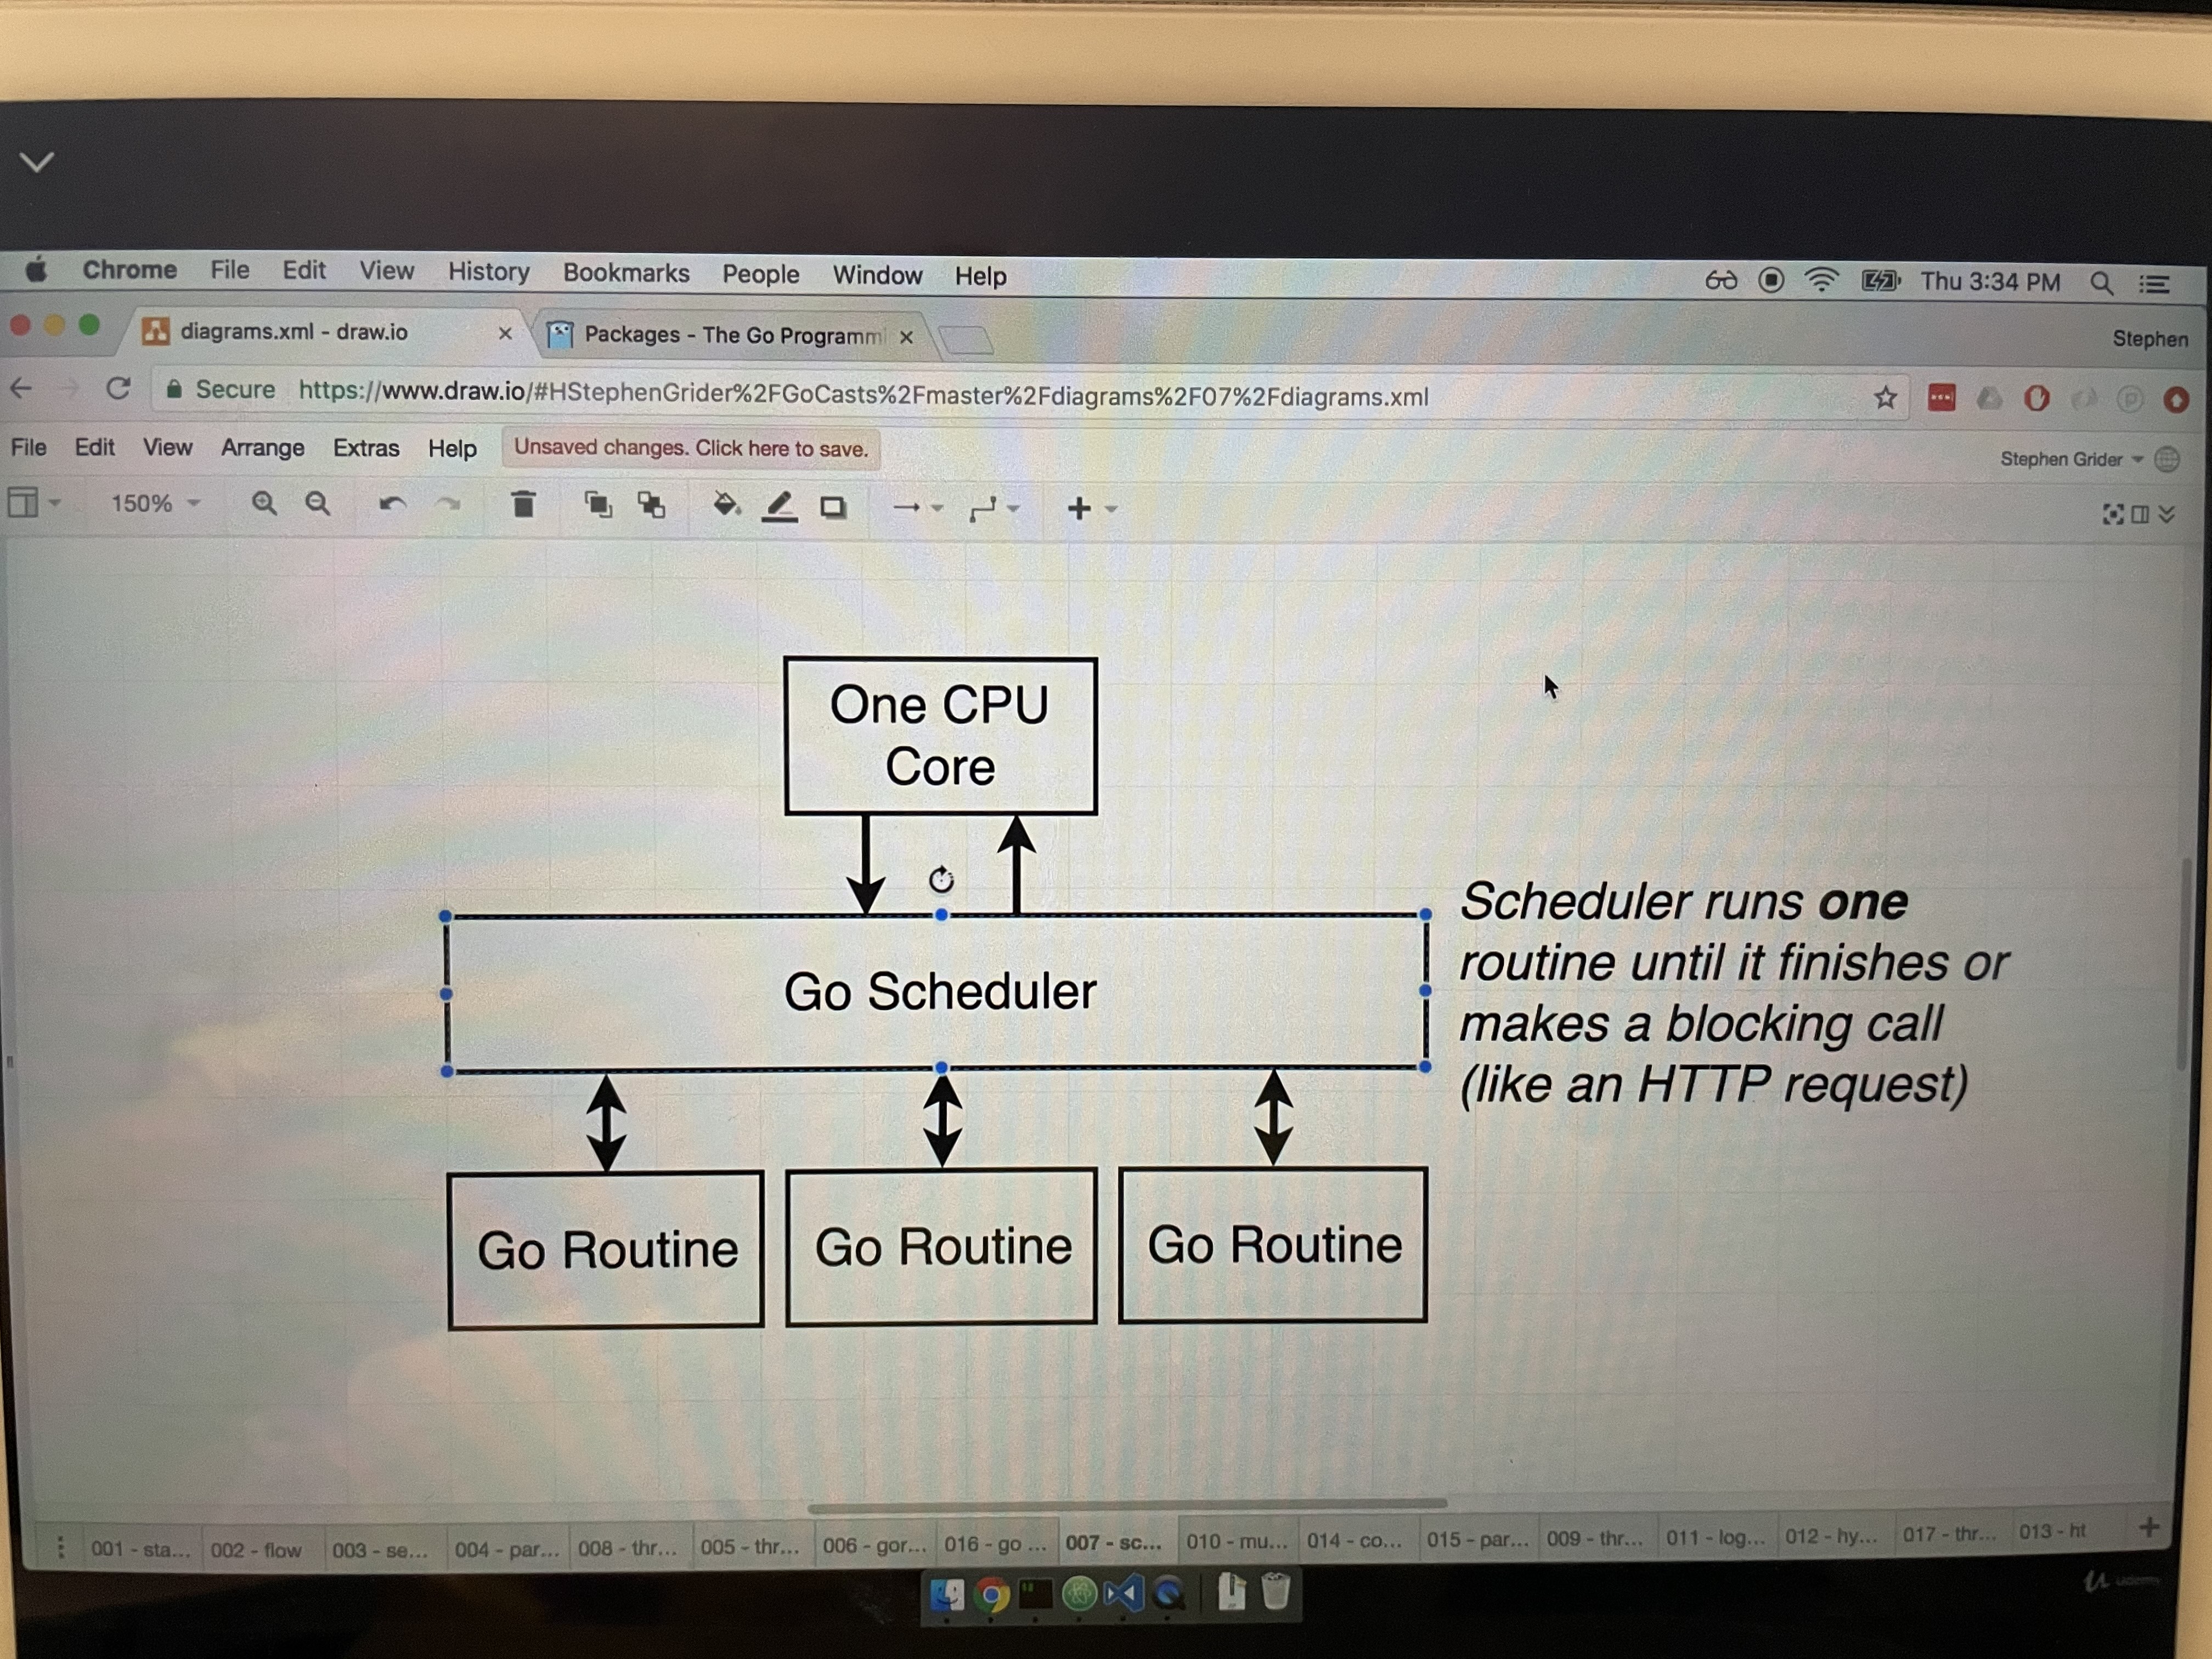 Chrome File Edit View History Bookmarks People Window Help Thu 3:34 PM
diagrams.xml - draw.io Packages - The Go Programmi Stephen
Secure https://www.draw.io/#HStephenGrider%2FGoCasts%2Fmaster%2Fdiagrams%2F07%2Fdiagrams.xml
File Edit View Arrange Extras Help Unsaved changes. Click here to save. Stephen Grider
150%
One CPU
Core
Go Scheduler
Scheduler runs one
routine until it finishes or
makes a blocking call
(like an HTTP request)
Go Routine Go Routine Go Routine
001 - sta... 002 - flow 003 - se... 004 - par... 008 - thr... 005 - thr... 006 - gor... 016 - go ... 007 - sc... 010 - mu... 014 - co... 015 - par... 009 - thr... 011 - log... 012 - hy... 017 - thr... 013 - ht
udemy